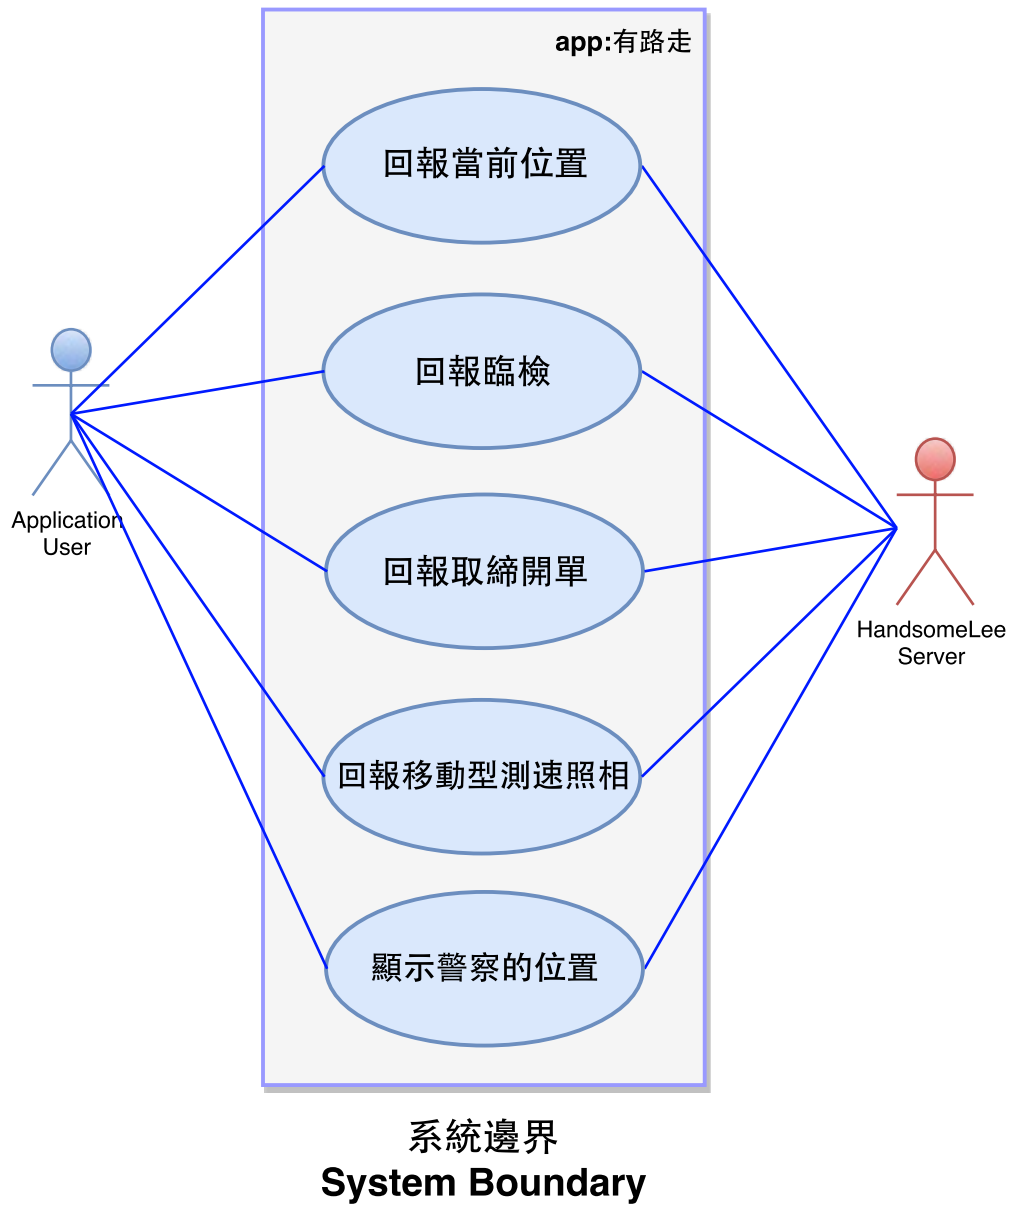 app:有路走
回報當前位置
回報臨檢
回報取締開單
回報移動型測速照相
顯示警察的位置
Application
User
HandsomeLee
Server
系統邊界
System Boundary